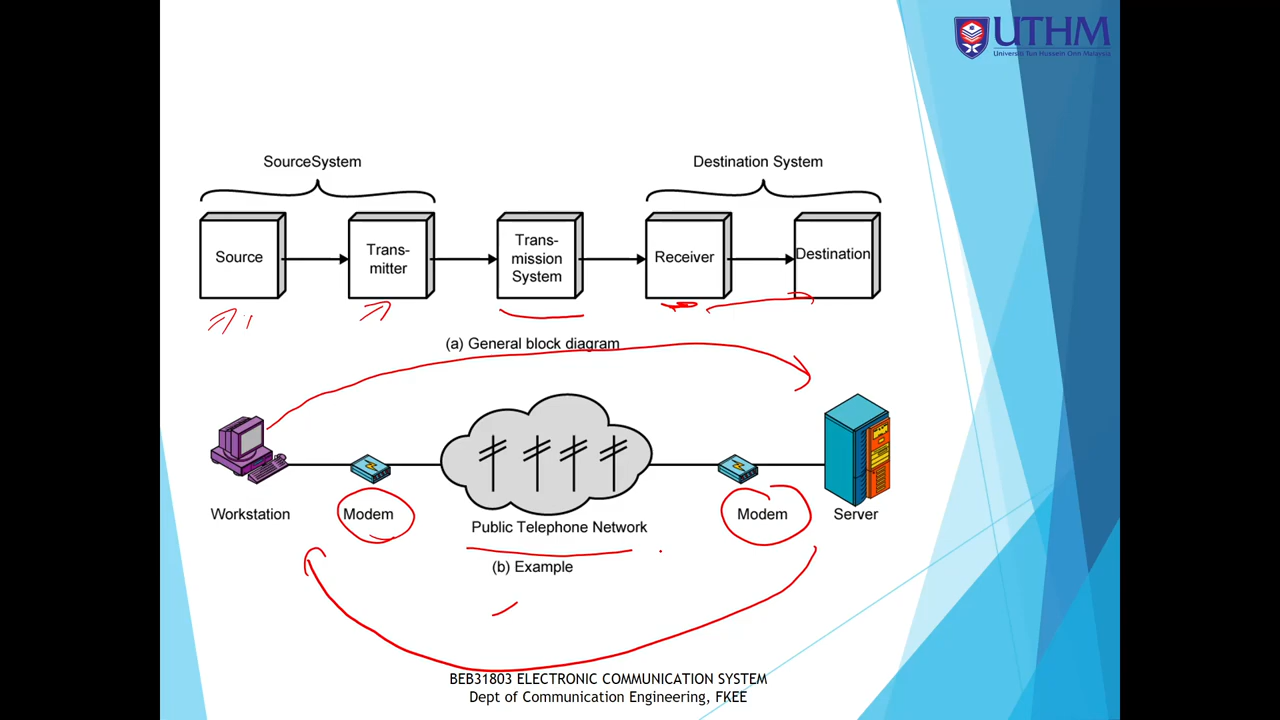 UTHM
Universiti Tun Hussein Onn Malaysia
SourceSystem
Destination System
Source
Trans-
mitter
Trans-
mission
System
Receiver
Destination
(a) General block diagram
Workstation
Modem
Public Telephone Network
Modem
Server
(b) Example
BEB31803 ELECTRONIC COMMUNICATION SYSTEM
Dept of Communication Engineering, FKEE